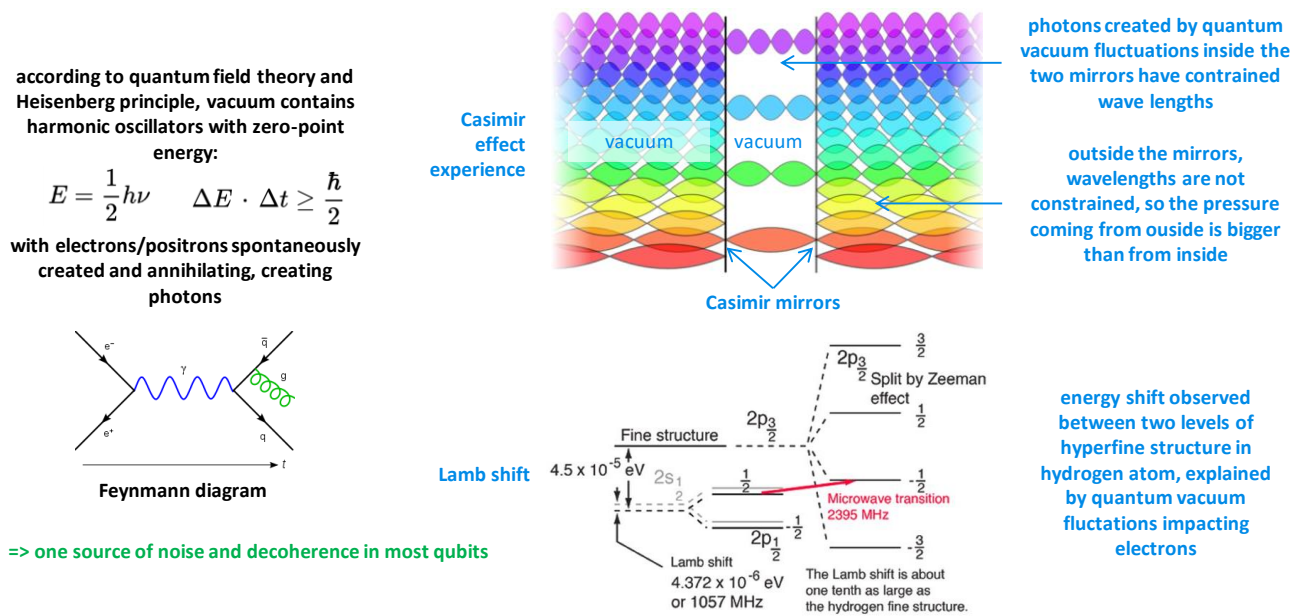 according to quantum field theory and
Heisenberg principle, vacuum contains
harmonic oscillators with zero-point
energy:
E = 1/2 hν   ΔE · Δt ≥ ℏ/2
with electrons/positrons spontaneously
created and annihilating, creating
photons
e⁻
e⁺
γ
q̅
g
q
t
Feynmann diagram
=> one source of noise and decoherence in most qubits
Casimir
effect
experience
vacuum
vacuum
Casimir mirrors
photons created by quantum
vacuum fluctuations inside the
two mirrors have contrained
wave lengths
outside the mirrors,
wavelengths are not
constrained, so the pressure
coming from ouside is bigger
than from inside
Lamb shift
Fine structure
4.5 x 10⁻⁵ eV
2s 1/2
2p 3/2
1/2
-1/2
2p 1/2
Lamb shift
4.372 x 10⁻⁶ eV
or 1057 MHz
2p 3/2
Split by Zeeman
effect
3/2
1/2
-1/2
-3/2
Microwave transition
2395 MHz
The Lamb shift is about
one tenth as large as
the hydrogen fine structure.
energy shift observed
between two levels of
hyperfine structure in
hydrogen atom, explained
by quantum vacuum
fluctations impacting
electrons